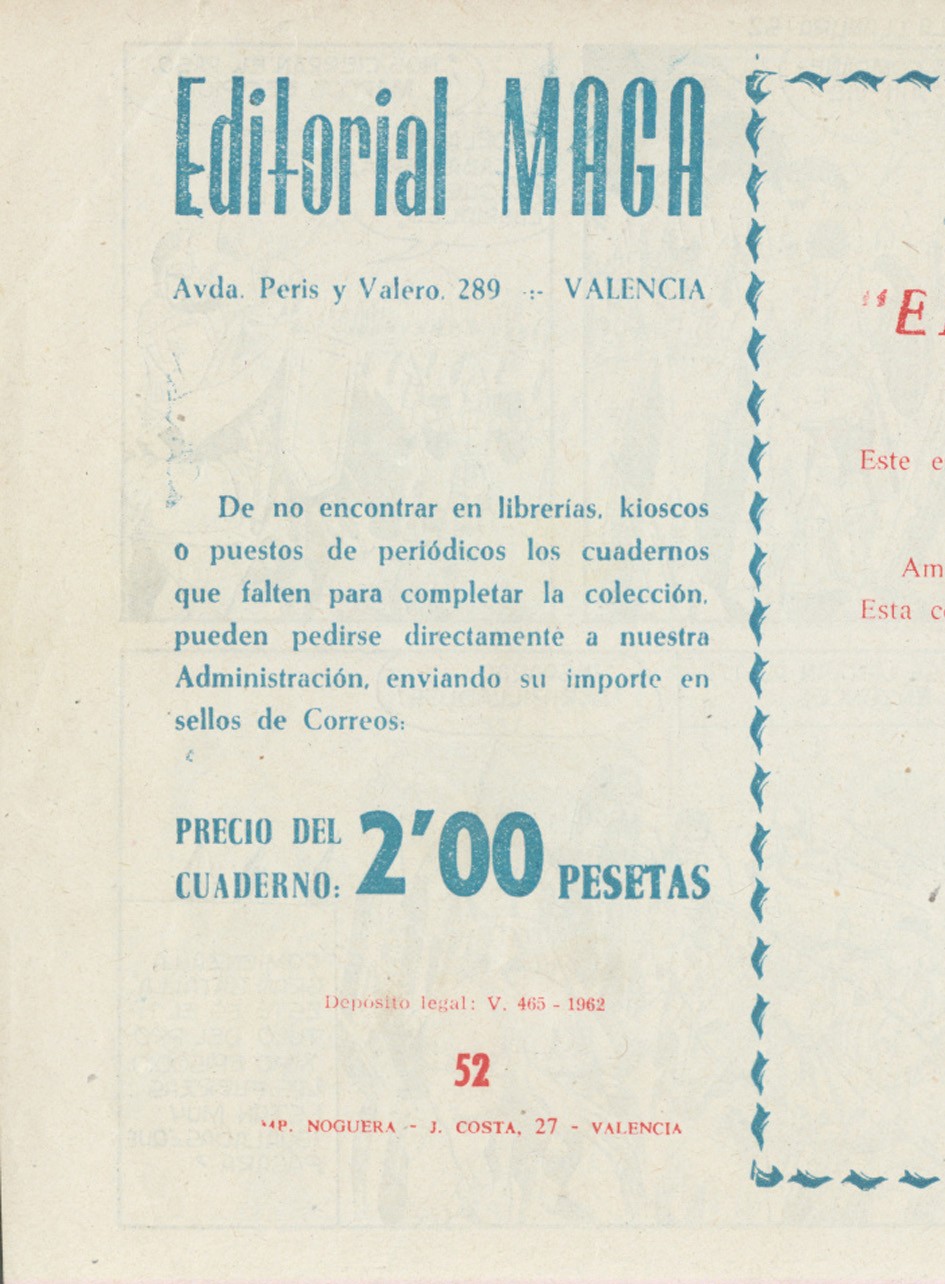 Editorial MAGA
Avda. Peris y Valero, 289 -:- VALENCIA
De no encontrar en librerías, kioscos
o puestos de periódicos los cuadernos
que falten para completar la colección,
pueden pedirse directamente a nuestra
Administración, enviando su importe en
sellos de Correos:
PRECIO DEL
CUADERNO: 2'00 PESETAS
Depósito legal: V. 465 - 1962
52
IMP. NOGUERA - J. COSTA, 27 - VALENCIA
Este
Esta